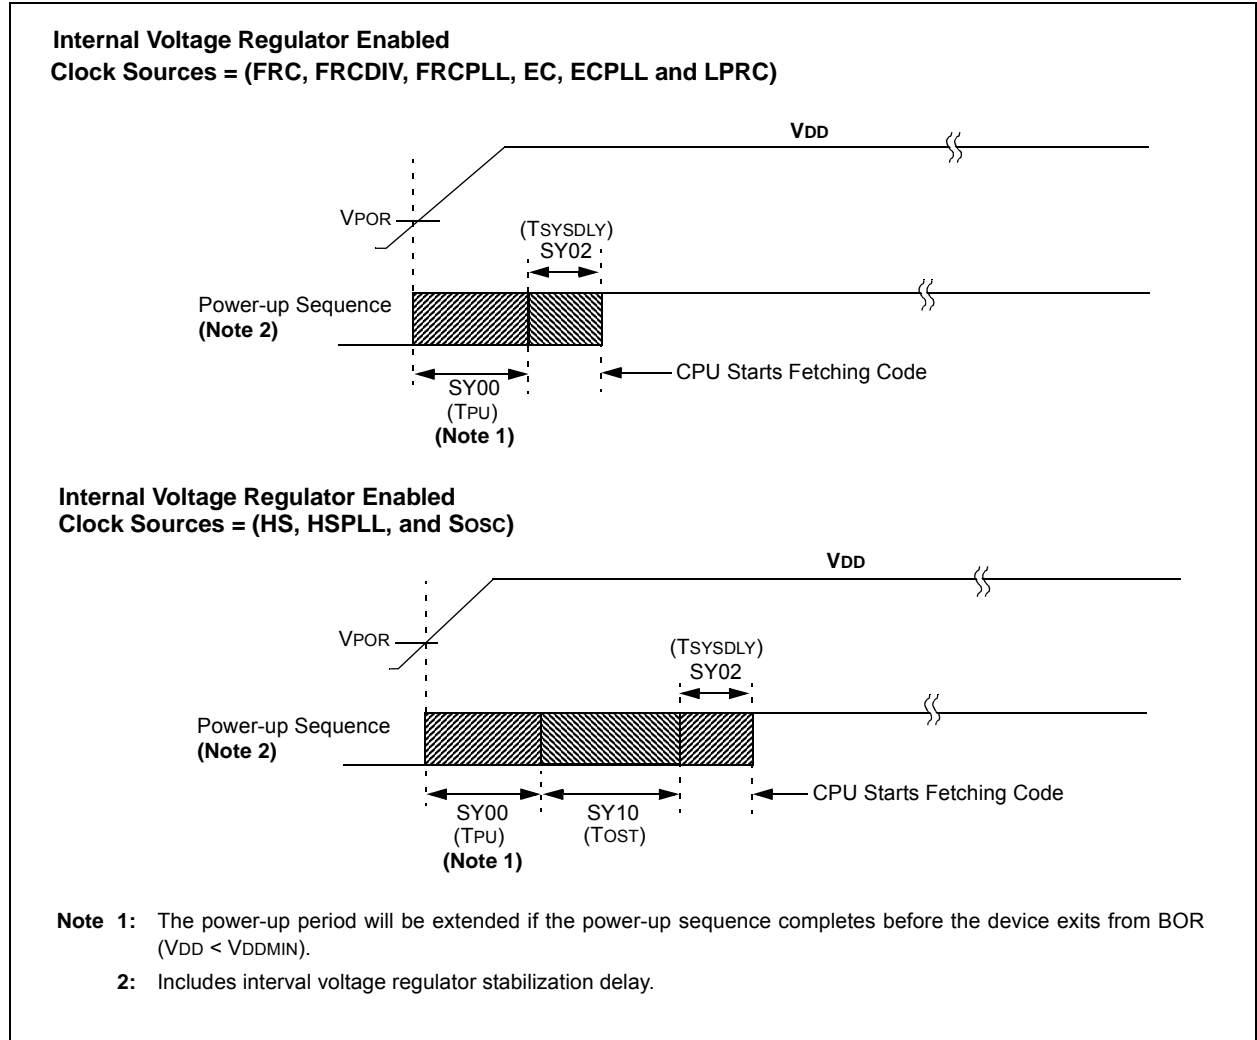 Internal Voltage Regulator Enabled
Clock Sources = (FRC, FRCDIV, FRCPLL, EC, ECPLL and LPRC)
VDD
VPOR
(TSYSDLY)
SY02
Power-up Sequence
(Note 2)
CPU Starts Fetching Code
SY00
(TPU)
(Note 1)
Internal Voltage Regulator Enabled
Clock Sources = (HS, HSPLL, and SOSC)
VDD
VPOR
(TSYSDLY)
SY02
Power-up Sequence
(Note 2)
CPU Starts Fetching Code
SY00
(TPU)
(Note 1)
SY10
(TOST)
Note 1: The power-up period will be extended if the power-up sequence completes before the device exits from BOR
(VDD < VDDMIN).
2: Includes interval voltage regulator stabilization delay.